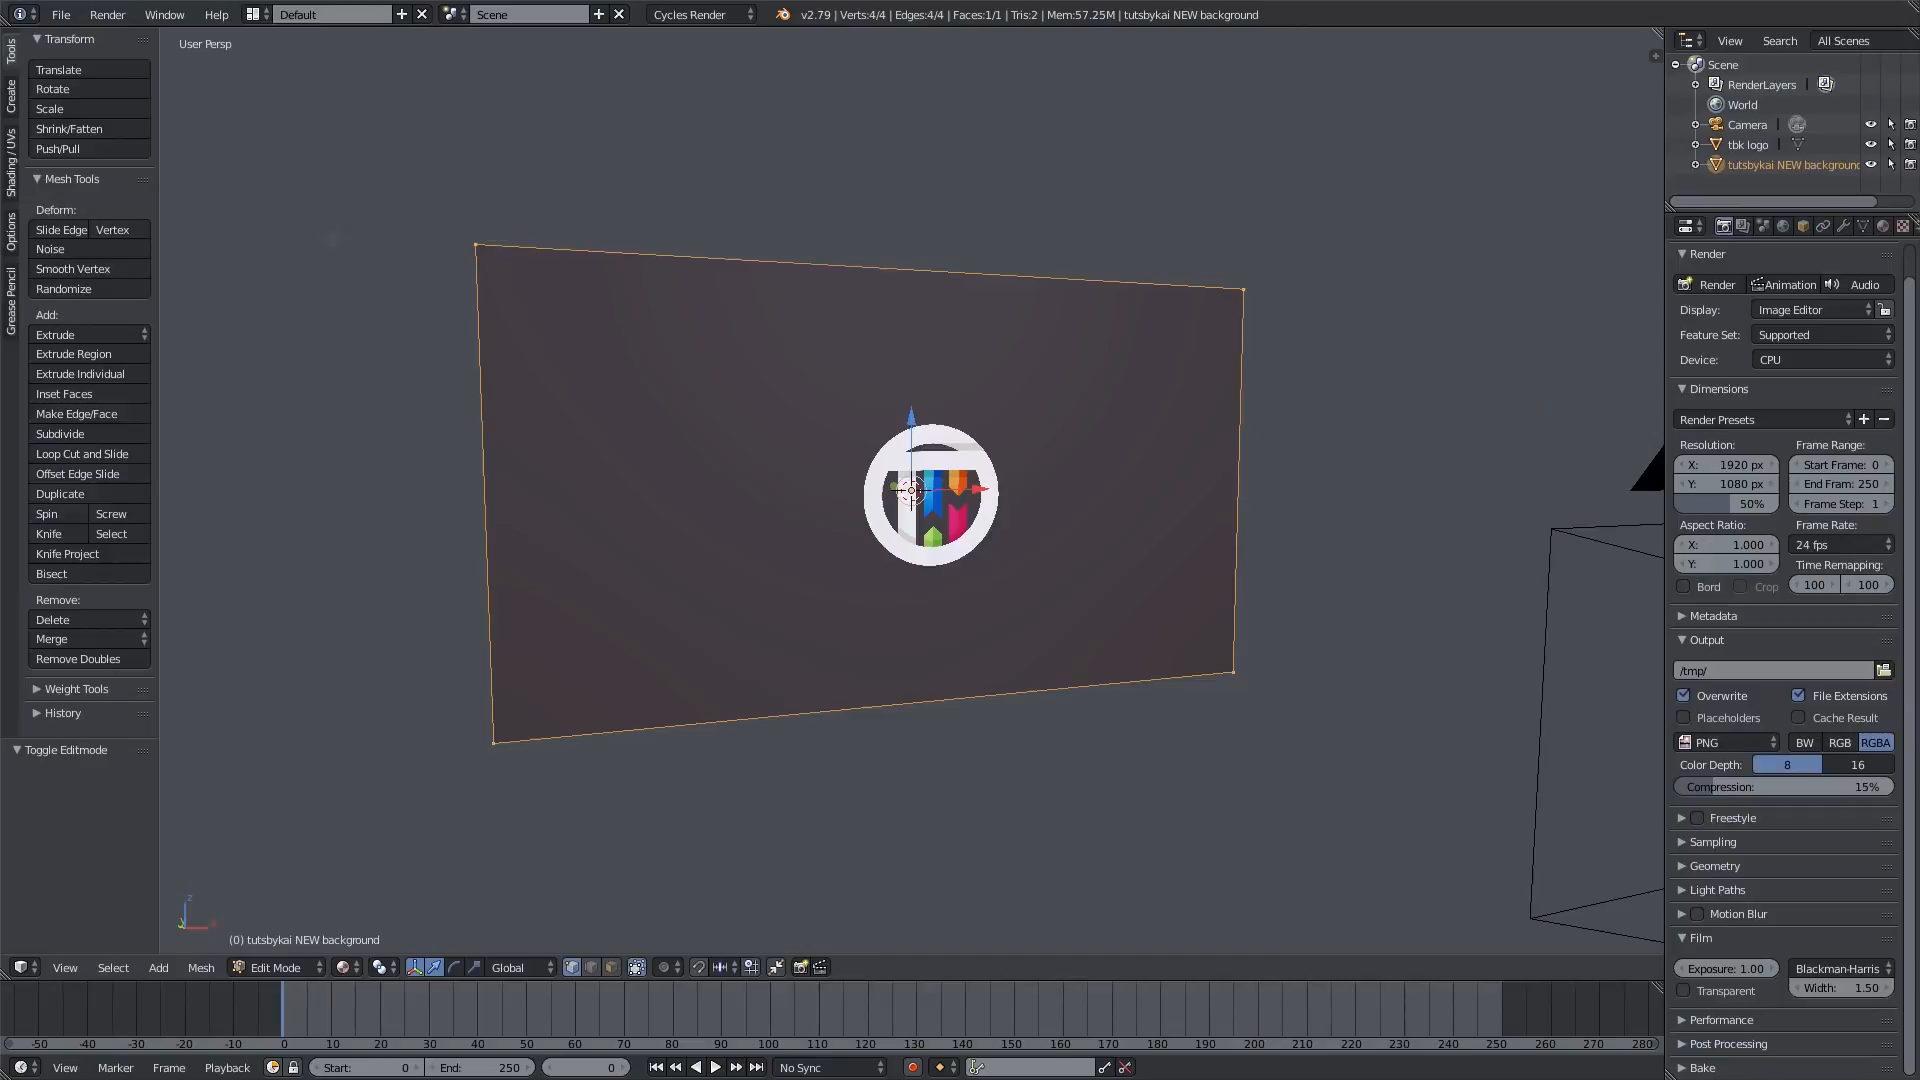 File Render Window Help Default Scene Cycles Render v2.79 | Verts:4/4 | Edges:4/4 | Faces:1/1 | Tris:2 | Mem:57.25M | tutsbykai NEW background
Tools
Create
Shading / UVs
Options
Grease Pencil
Transform
Translate
Rotate
Scale
Shrink/Fatten
Push/Pull
Mesh Tools
Deform:
Slide Edge Vertex
Noise
Smooth Vertex
Randomize
Add:
Extrude
Extrude Region
Extrude Individual
Inset Faces
Make Edge/Face
Subdivide
Loop Cut and Slide
Offset Edge Slide
Duplicate
Spin Screw
Knife Select
Knife Project
Bisect
Remove:
Delete
Merge
Remove Doubles
Weight Tools
History
Toggle Editmode
User Persp
z
(0) tutsbykai NEW background
View Search All Scenes
Scene
RenderLayers |
World
Camera |
tbk logo |
tutsbykai NEW background
Render
Render Animation Audio
Display: Image Editor
Feature Set: Supported
Device: CPU
Dimensions
Render Presets
Resolution: Frame Range:
X: 1920 px Start Frame: 0
Y: 1080 px End Fram: 250
50% Frame Step: 1
Aspect Ratio: Frame Rate:
X: 1.000 24 fps
Y: 1.000 Time Remapping:
Bord Crop 100 100
Metadata
Output
/tmp/
Overwrite File Extensions
Placeholders Cache Result
PNG BW RGB RGBA
Color Depth: 8 16
Compression: 15%
Freestyle
Sampling
Geometry
Light Paths
Motion Blur
Film
Exposure: 1.00 Blackman-Harris
Transparent Width: 1.50
Performance
Post Processing
Bake
View Select Add Mesh Edit Mode Global
-50 -40 -30 -20 -10 0 10 20 30 40 50 60 70 80 90 100 110 120 130 140 150 160 170 180 190 200 210 220 230 240 250 260 270 280
View Marker Frame Playback Start: 0 End: 250 0 No Sync